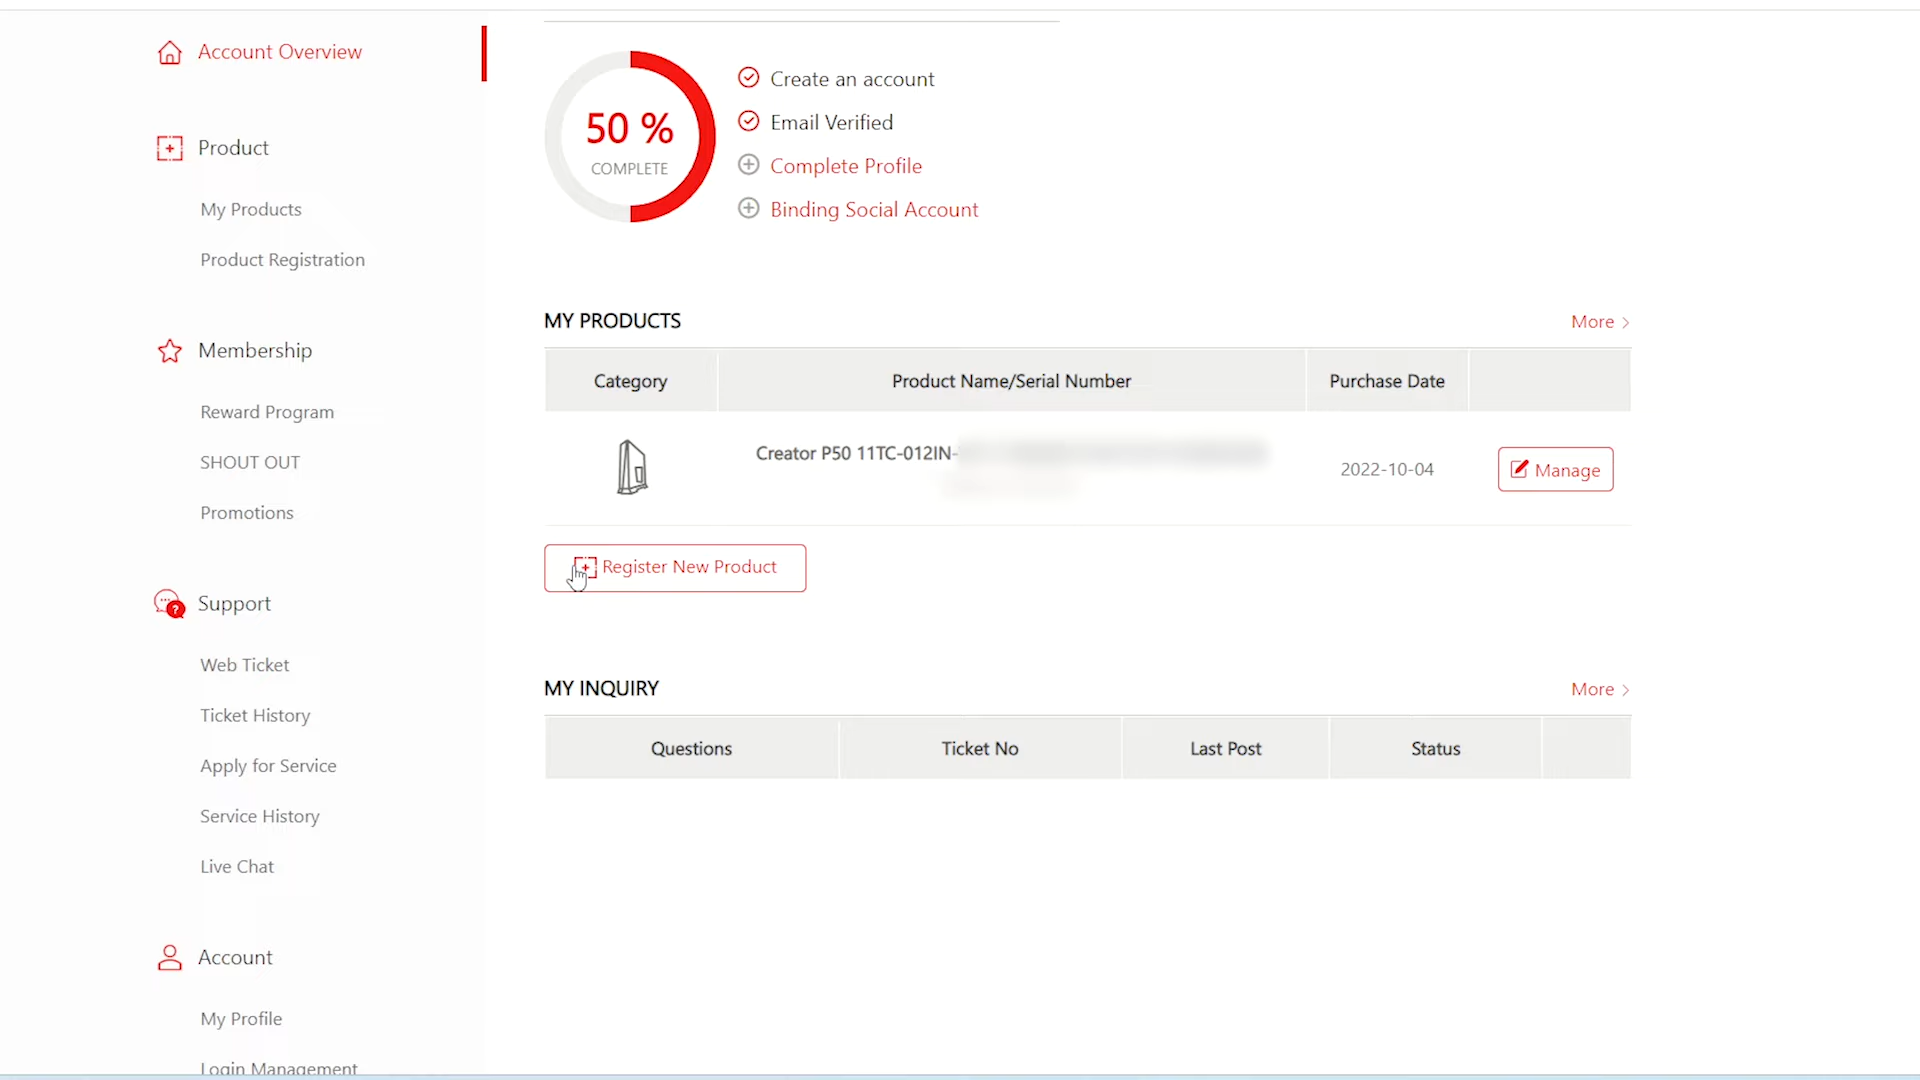 Account Overview
Product
My Products
Product Registration
Membership
Reward Program
SHOUT OUT
Promotions
Support
Web Ticket
Ticket History
Apply for Service
Service History
Live Chat
Account
My Profile
Login Management
50 %
COMPLETE
Create an account
Email Verified
Complete Profile
Binding Social Account
MY PRODUCTS
More
Category Product Name/Serial Number Purchase Date
Creator P50 11TC-012IN-
2022-10-04
Manage
Register New Product
MY INQUIRY
More
Questions Ticket No Last Post Status